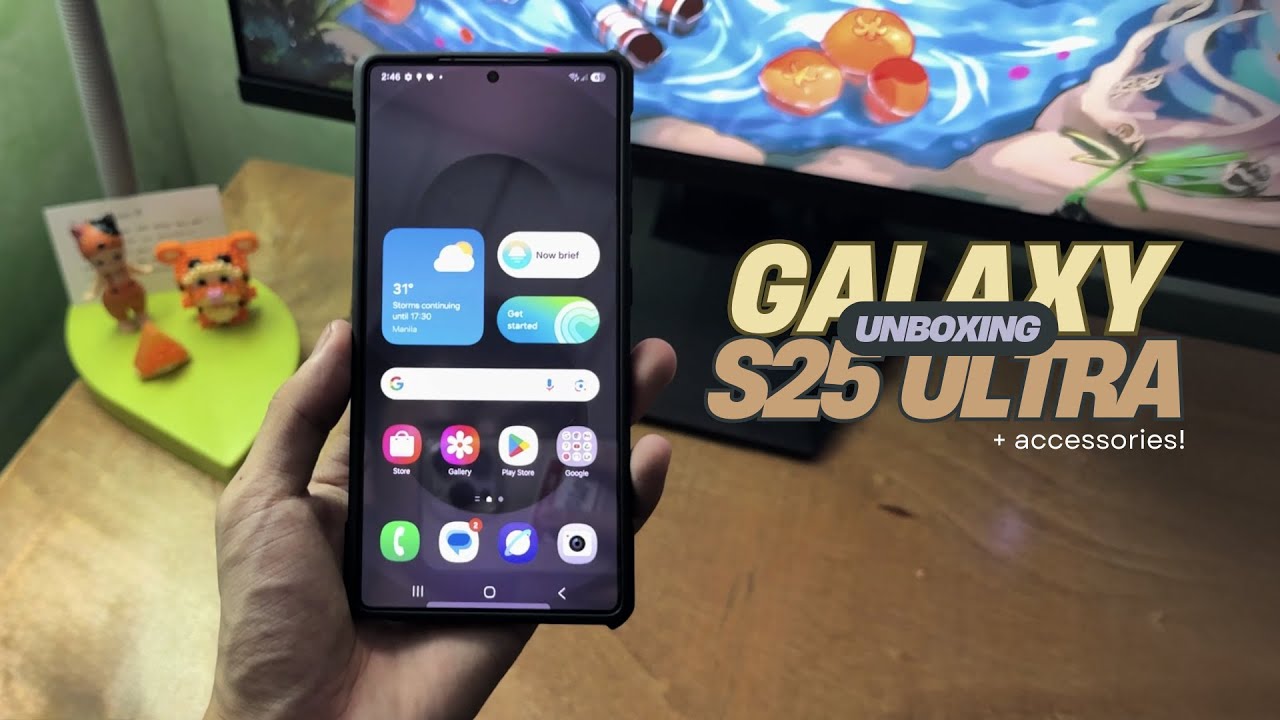 2:46
Now brief
31°
Storms continuing
until 17:30
Manila
Get
started
Store
Gallery
Play Store
Google
2
GALAXY
UNBOXING
S25 ULTRA
+ accessories!